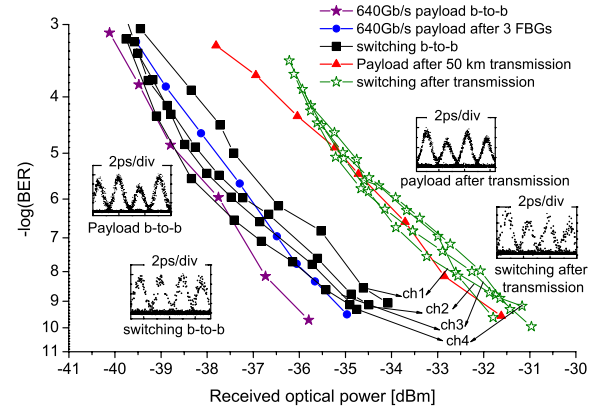 640Gb/s payload b-to-b
640Gb/s payload after 3 FBGs
switching b-to-b
Payload after 50 km transmission
switching after transmission
3
4
5
6
7
8
9
10
11
-log(BER)
2ps/div
payload after transmission
2ps/div
Payload b-to-b
2ps/div
switching after
transmission
2ps/div
switching b-to-b
ch1
ch2
ch3
ch4
-41 -40 -39 -38 -37 -36 -35 -34 -33 -32 -31 -30
Received optical power [dBm]